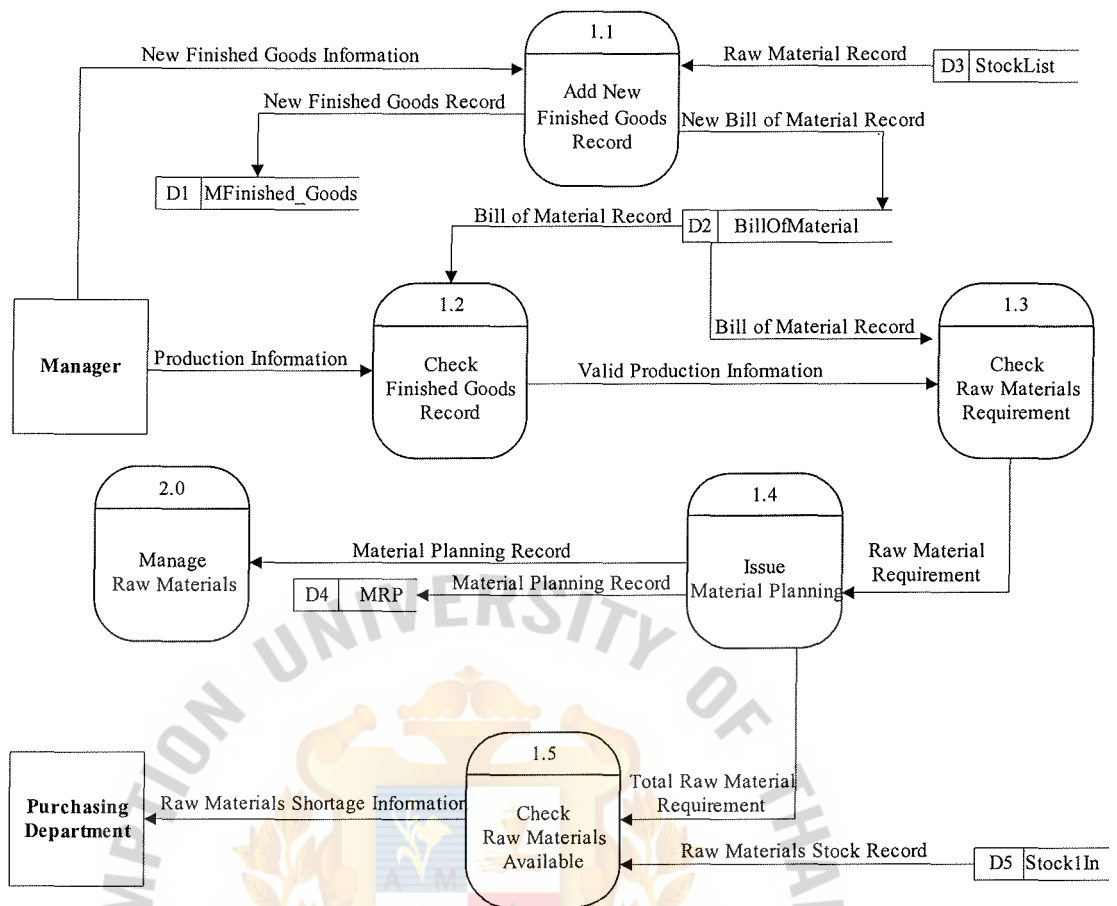 1.1
New Finished Goods Information
Raw Material Record
D3 StockList
Add New
Finished Goods
Record
New Finished Goods Record
New Bill of Material Record
D1 MFinished_Goods
Bill of Material Record
D2 BillOfMaterial
1.2
1.3
Bill of Material Record
Manager
Production Information
Check
Finished Goods
Record
Valid Production Information
Check
Raw Materials
Requirement
2.0
1.4
Manage
Raw Materials
Material Planning Record
Material Planning Record
D4 MRP
Issue
Material Planning
Raw Material
Requirement
1.5
Purchasing
Department
Raw Materials Shortage Information
Check
Raw Materials
Available
Total Raw Material
Requirement
Raw Materials Stock Record
D5 Stock1In
MPTION UNIVERSITY OF THA
A M